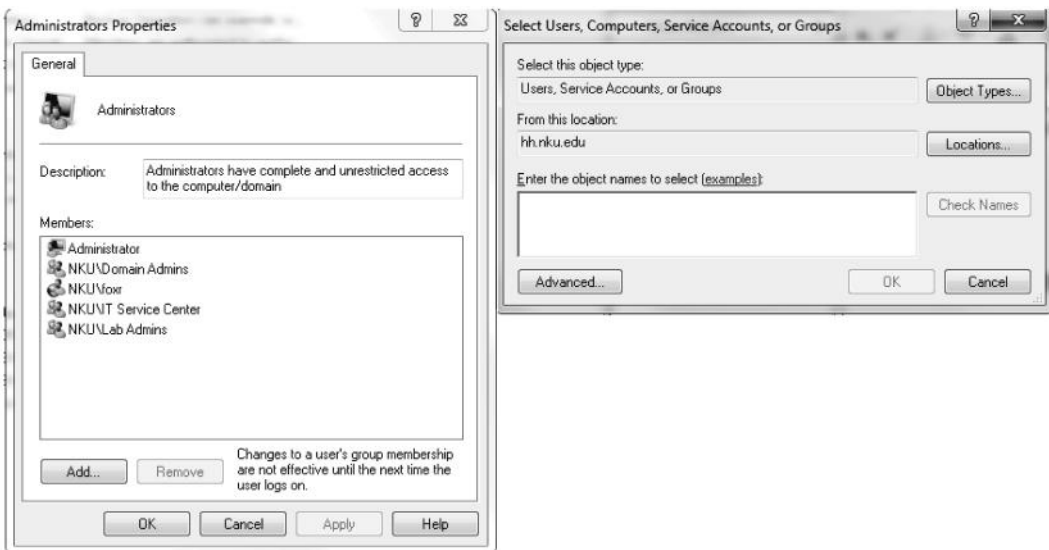 Administrators Properties
General
Administrators
Description:
Administrators have complete and unrestricted access
to the computer/domain
Members:
Administrator
NKU\Domain Admins
NKU\foxr
NKU\IT Service Center
NKU\Lab Admins
Add...
Remove
Changes to a user's group membership
are not effective until the next time the
user logs on.
OK
Cancel
Apply
Help
Select Users, Computers, Service Accounts, or Groups
Select this object type:
Users, Service Accounts, or Groups
Object Types...
From this location:
hh.nku.edu
Locations...
Enter the object names to select (examples):
Check Names
Advanced...
OK
Cancel